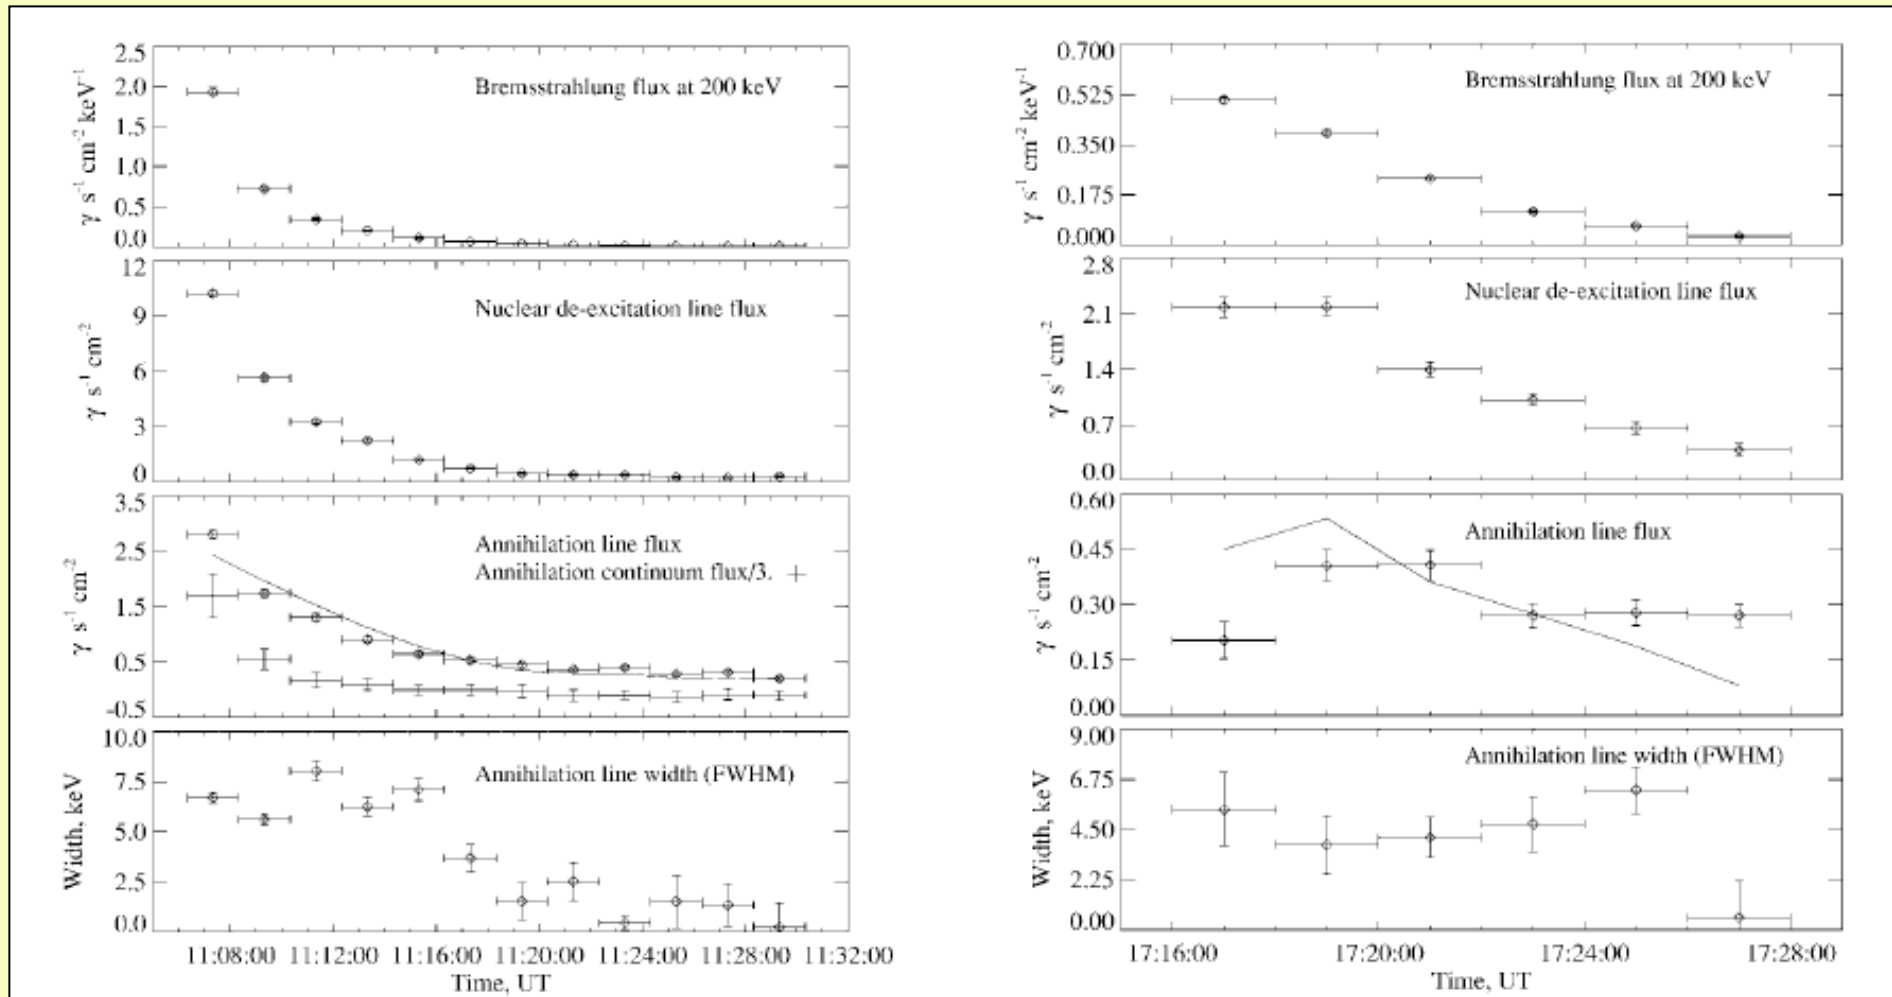 Bremsstrahlung flux at 200 keV
γ s-1 cm-2 keV-1
2.5
2.0
1.5
1.0
0.5
0.0
Nuclear de-excitation line flux
γ s-1 cm-2
12
9
6
3
0
Annihilation line flux
Annihilation continuum flux/3.
γ s-1 cm-2
3.5
2.5
1.5
0.5
-0.5
Annihilation line width (FWHM)
Width, keV
10.0
7.5
5.0
2.5
0.0
11:08:00 11:12:00 11:16:00 11:20:00 11:24:00 11:28:00 11:32:00
Time, UT
Bremsstrahlung flux at 200 keV
γ s-1 cm-2 keV-1
0.700
0.525
0.350
0.175
0.000
Nuclear de-excitation line flux
γ s-1 cm-2
2.8
2.1
1.4
0.7
0.0
Annihilation line flux
γ s-1 cm-2
0.60
0.45
0.30
0.15
0.00
Annihilation line width (FWHM)
Width, keV
9.00
6.75
4.50
2.25
0.00
17:16:00 17:20:00 17:24:00 17:28:00
Time, UT